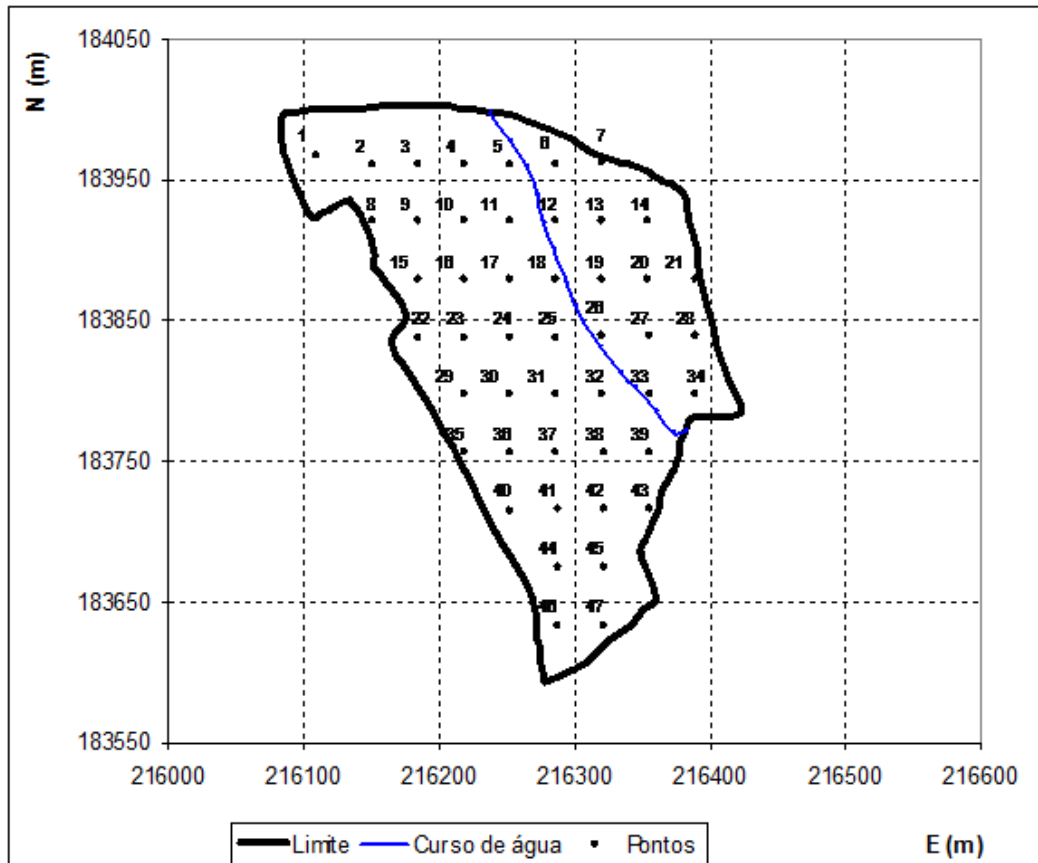 N (m)
184050
183950
183850
183750
183650
183550
1 2 3 4 5 6 7
8 9 10 11 12 13 14
15 16 17 18 19 20 21
22 23 24 25 26 27 28
29 30 31 32 33 34
35 36 37 38 39
40 41 42 43
44 45
46 47
216000 216100 216200 216300 216400 216500 216600
Limite Curso de água Pontos
E (m)